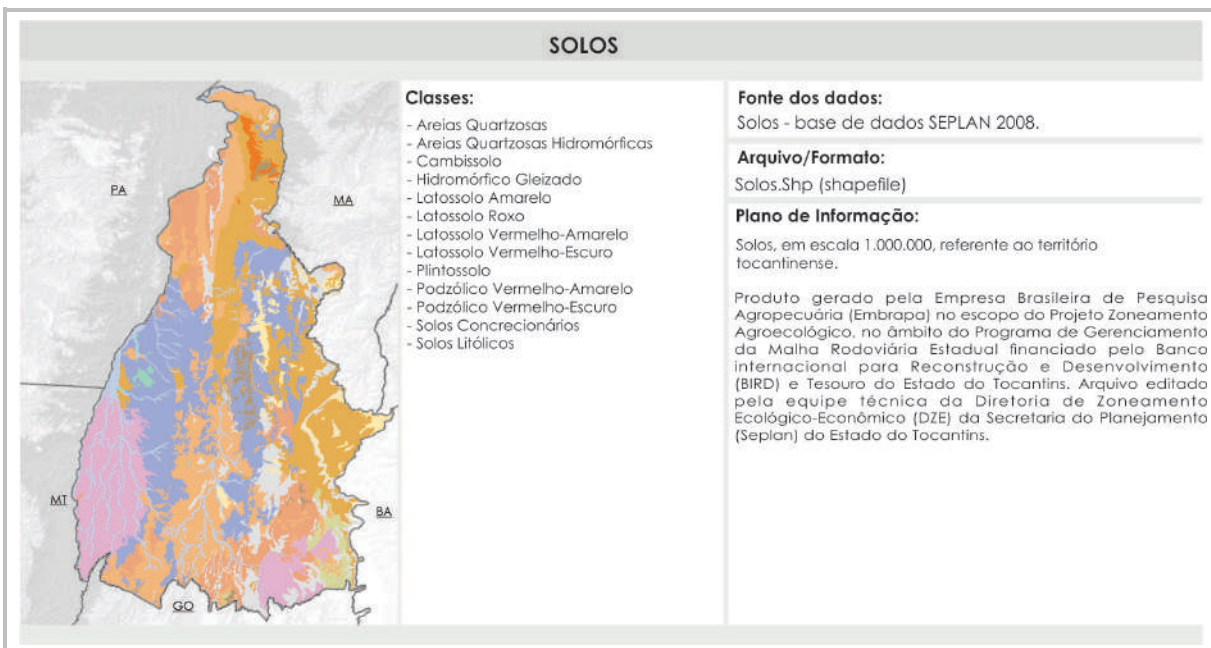 SOLOS
PA
MA
MT
BA
GO
Classes:
- Areias Quartzosas
- Areias Quartzosas Hidromórficas
- Cambissolo
- Hidromórfico Gleizado
- Latossolo Amarelo
- Latossolo Roxo
- Latossolo Vermelho-Amarelo
- Latossolo Vermelho-Escuro
- Plintossolo
- Podzólico Vermelho-Amarelo
- Podzólico Vermelho-Escuro
- Solos Concrecionários
- Solos Litólicos
Fonte dos dados:
Solos - base de dados SEPLAN 2008.
Arquivo/Formato:
Solos.Shp (shapefile)
Plano de Informação:
Solos, em escala 1.000.000, referente ao território
tocantinense.
Produto gerado pela Empresa Brasileira de Pesquisa
Agropecuária (Embrapa) no escopo do Projeto Zoneamento
Agroecológico, no âmbito do Programa de Gerenciamento
da Malha Rodoviária Estadual financiado pelo Banco
internacional para Reconstrução e Desenvolvimento
(BIRD) e Tesouro do Estado do Tocantins. Arquivo editado
pela equipe técnica da Diretoria de Zoneamento
Ecológico-Econômico (DZE) da Secretaria do Planejamento
(Seplan) do Estado do Tocantins.